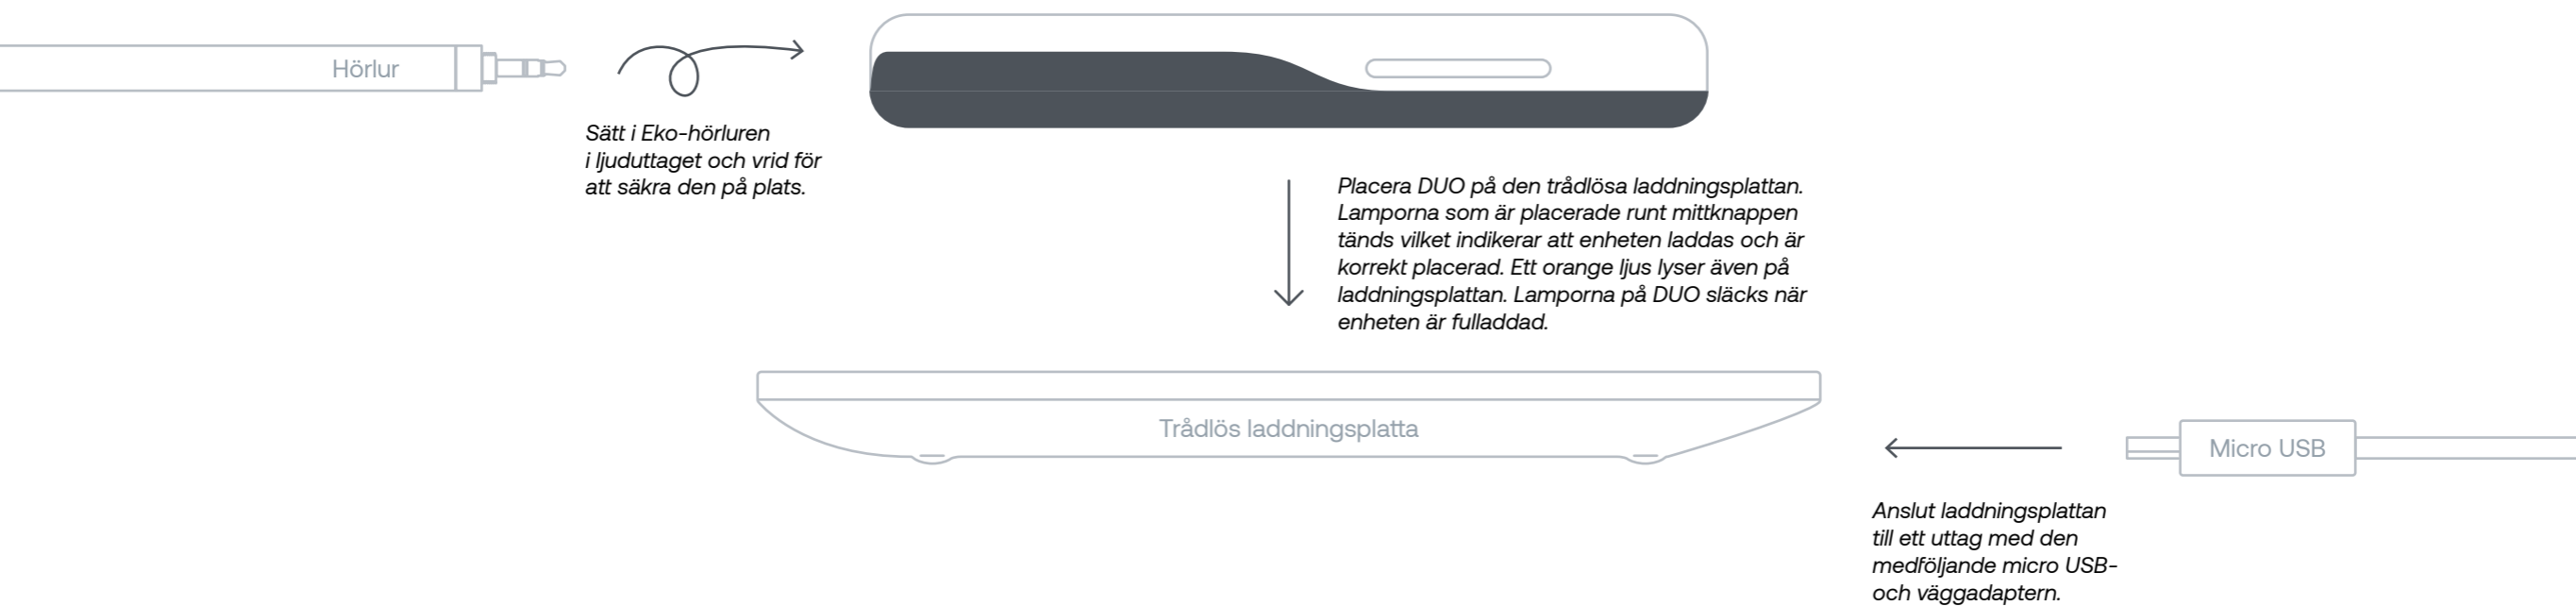 Hörlur
Sätt i Eko-hörluren
i ljuduttaget och vrid för
att säkra den på plats.
Placera DUO på den trådlösa laddningsplattan.
Lamporna som är placerade runt mittknappen
tänds vilket indikerar att enheten laddas och är
korrekt placerad. Ett orange ljus lyser även på
laddningsplattan. Lamporna på DUO släcks när
enheten är fulladdad.
Trådlös laddningsplatta
Micro USB
Anslut laddningsplattan
till ett uttag med den
medföljande micro USB-
och väggadaptern.